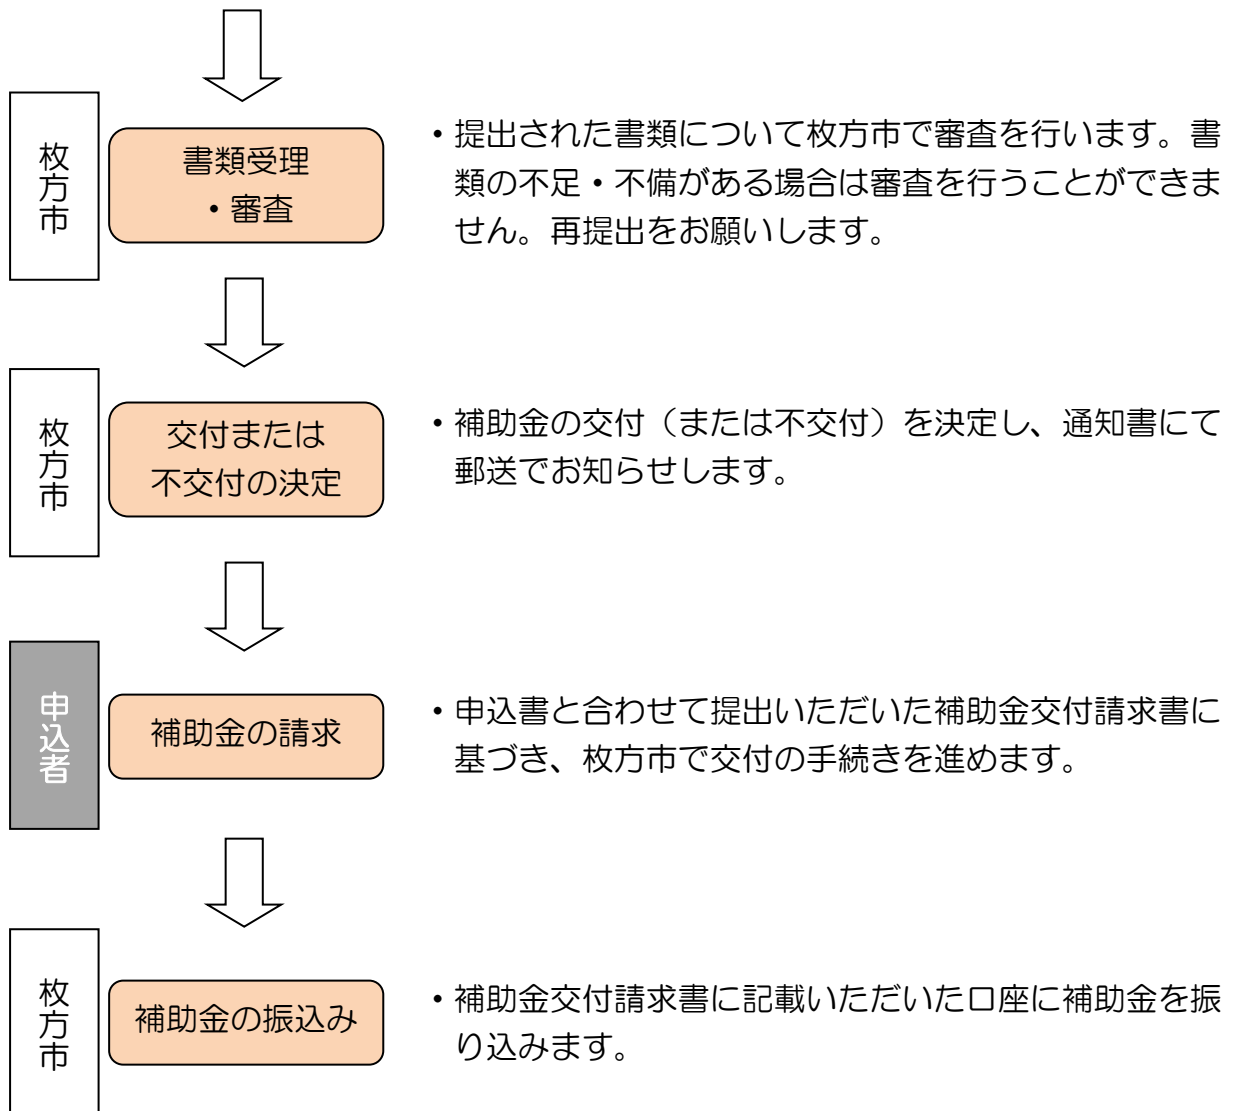 枚方市
書類受理
・審査
・提出された書類について枚方市で審査を行います。書
類の不足・不備がある場合は審査を行うことができま
せん。再提出をお願いします。
枚方市
交付または
不交付の決定
・補助金の交付（または不交付）を決定し、通知書にて
郵送でお知らせします。
申込者
補助金の請求
・申込書と合わせて提出いただいた補助金交付請求書に
基づき、枚方市で交付の手続きを進めます。
枚方市
補助金の振込み
・補助金交付請求書に記載いただいた口座に補助金を振
り込みます。